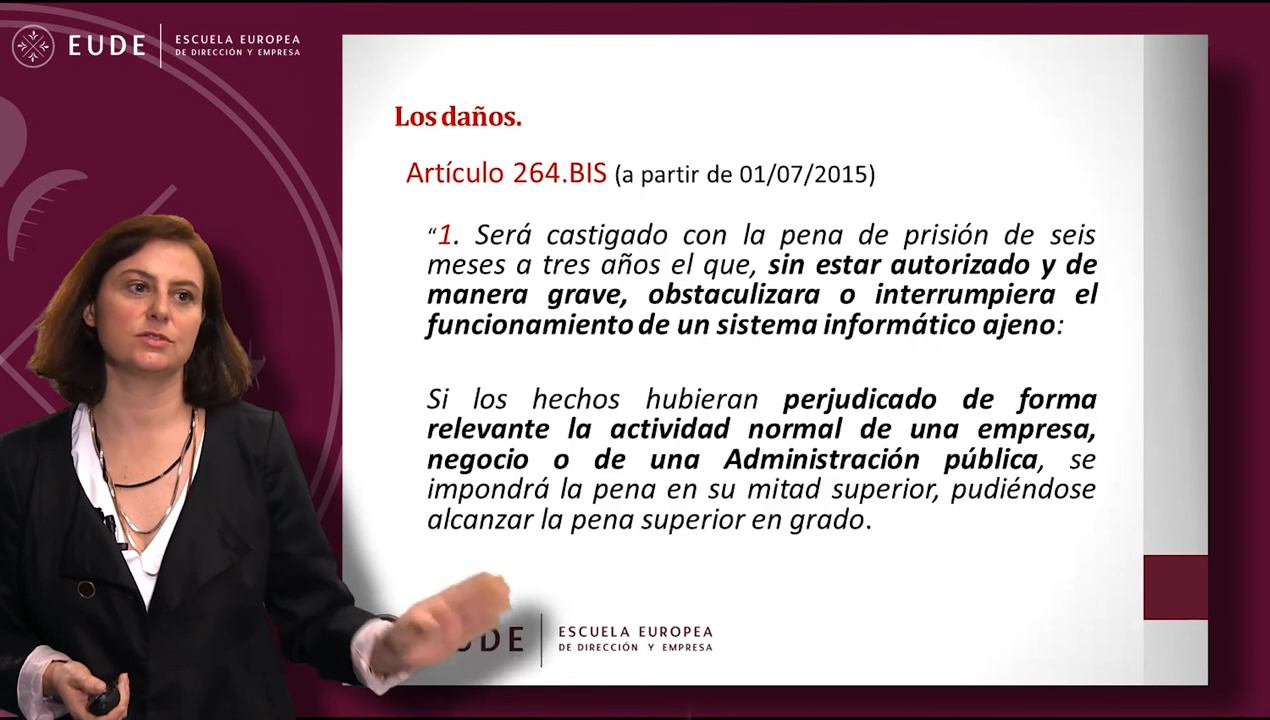 EUDE
ESCUELA EUROPEA
DE DIRECCIÓN Y EMPRESA
Los daños.
Artículo 264.BIS (a partir de 01/07/2015)
“1. Será castigado con la pena de prisión de seis
meses a tres años el que, sin estar autorizado y de
manera grave, obstaculizara o interrumpiera el
funcionamiento de un sistema informático ajeno:
Si los hechos hubieran perjudicado de forma
relevante la actividad normal de una empresa,
negocio o de una Administración pública, se
impondrá la pena en su mitad superior, pudiéndose
alcanzar la pena superior en grado.
UDE
ESCUELA EUROPEA
DE DIRECCIÓN Y EMPRESA